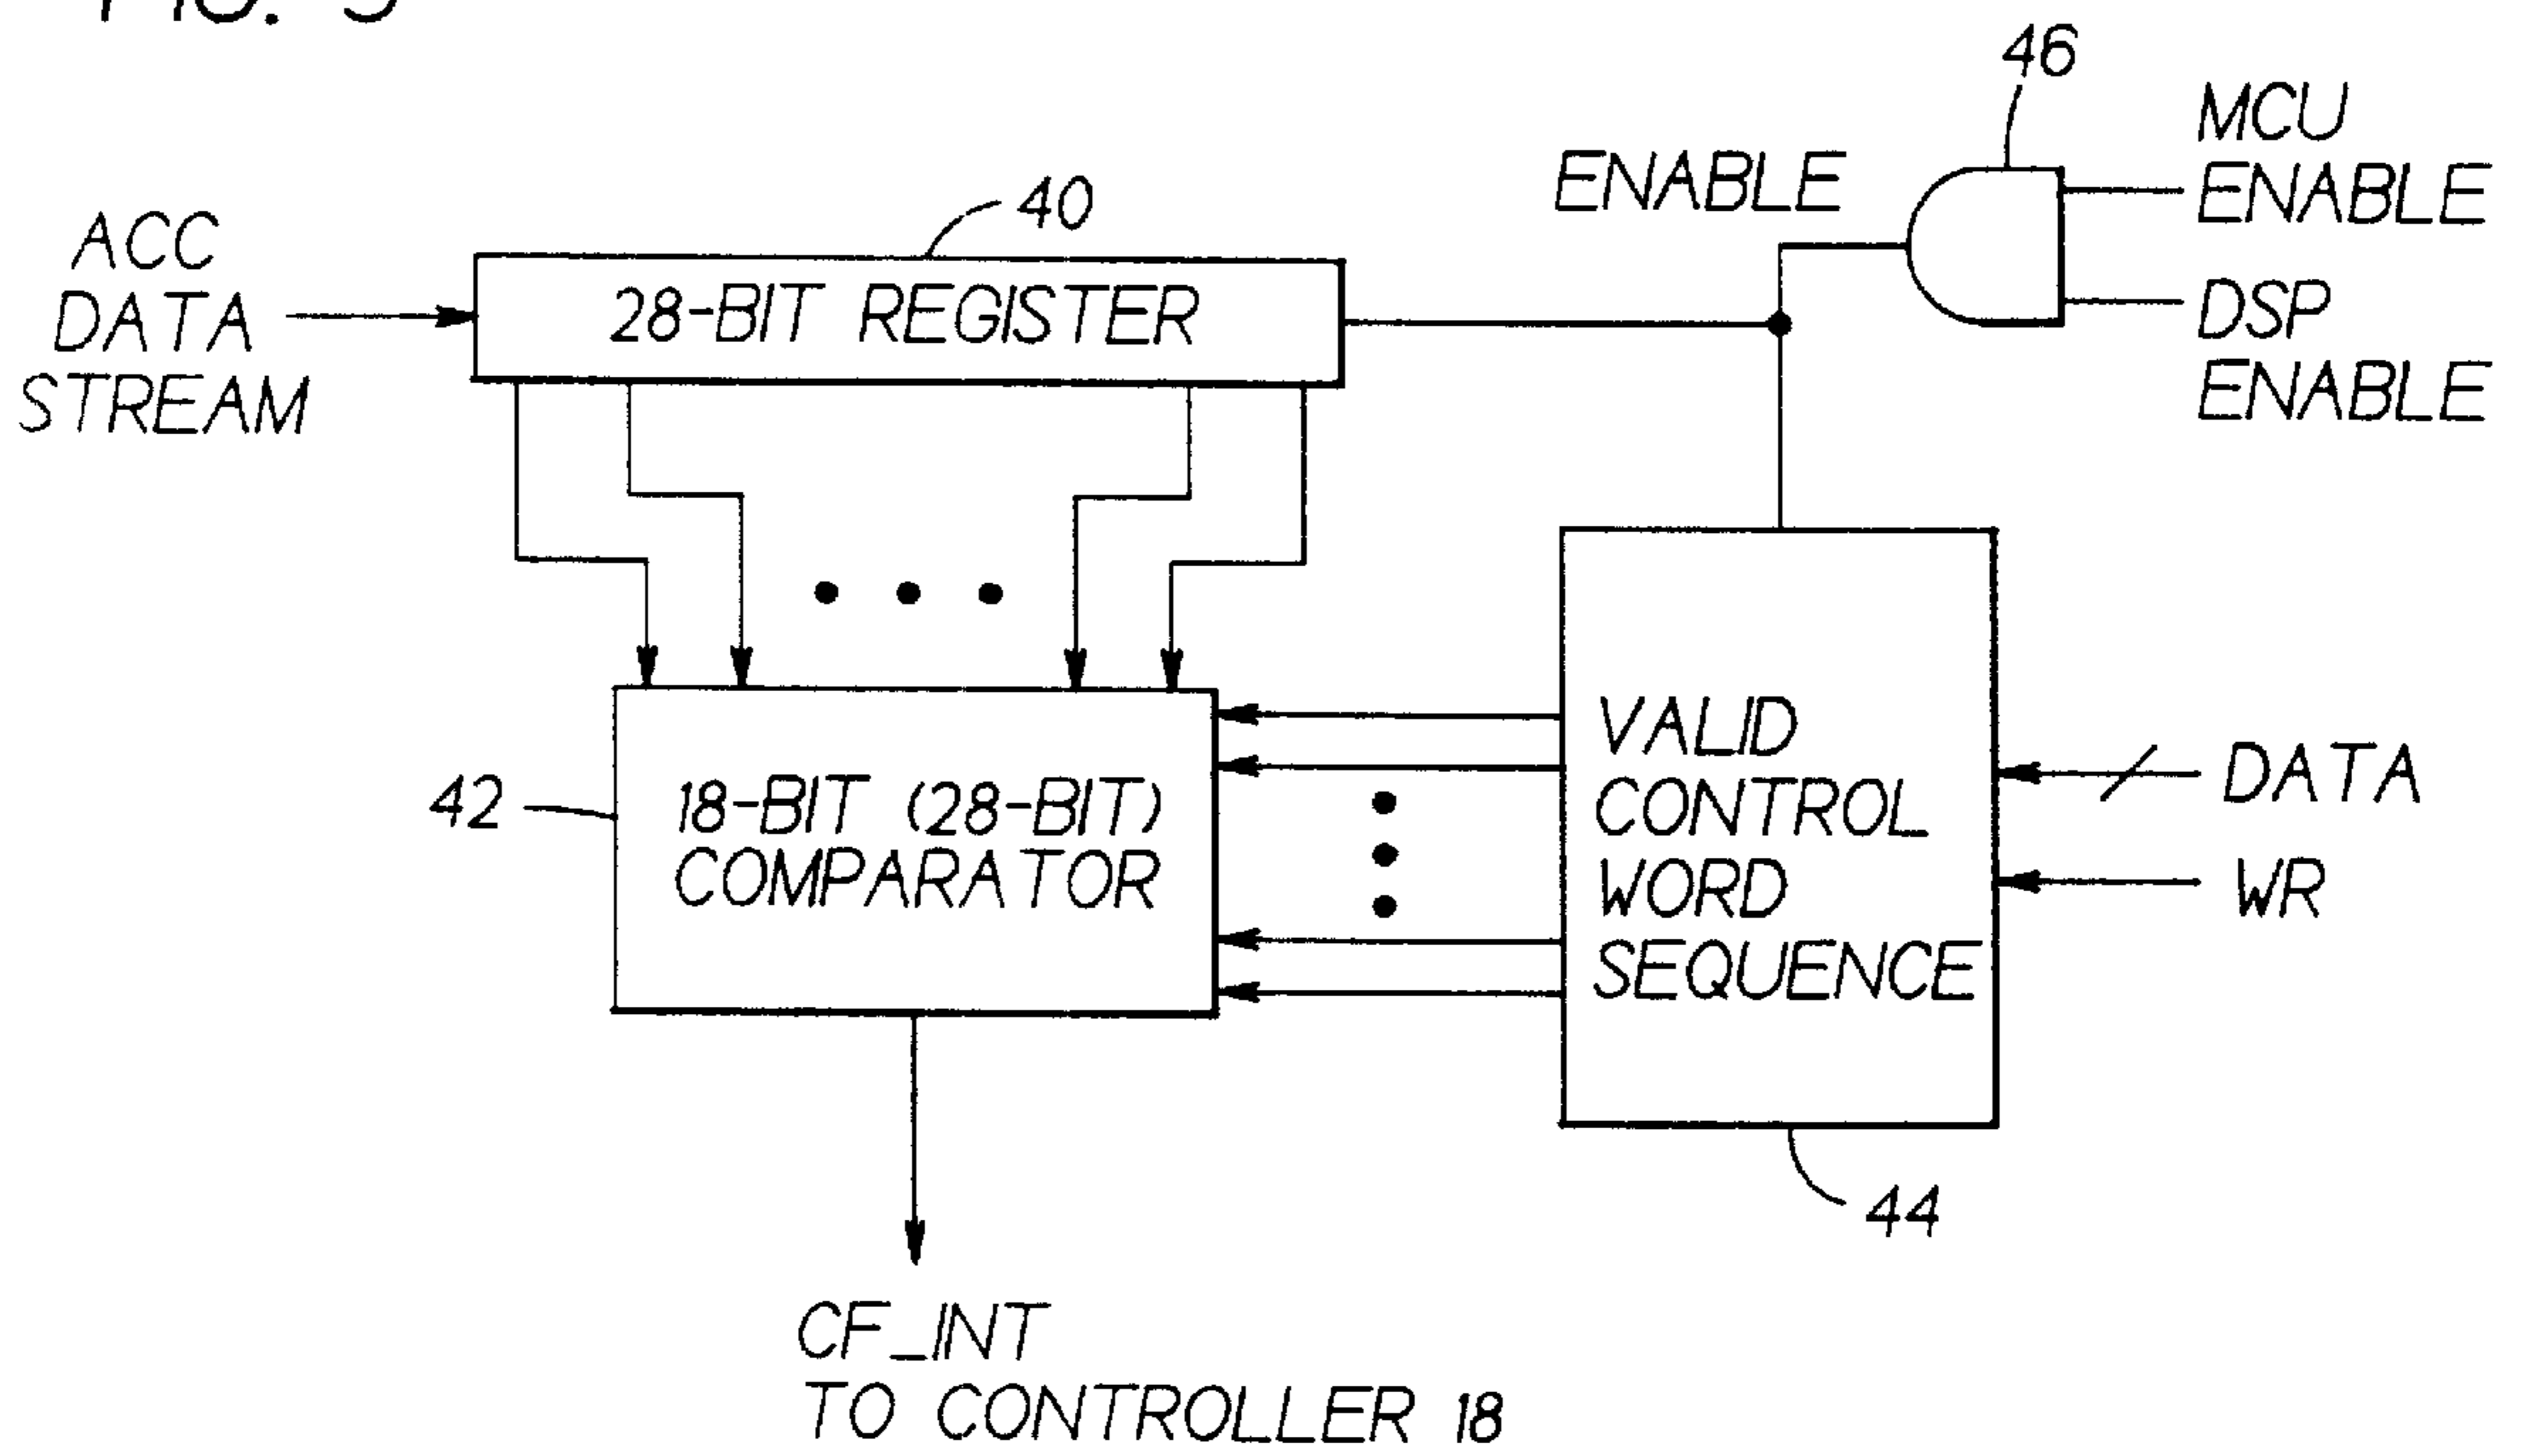 46
MCU
ENABLE
ENABLE
40
ACC
DATA
STREAM
28-BIT REGISTER
DSP
ENABLE
42
18-BIT (28-BIT)
COMPARATOR
VALID
CONTROL
WORD
SEQUENCE
DATA
WR
44
CF_INT
TO CONTROLLER 18